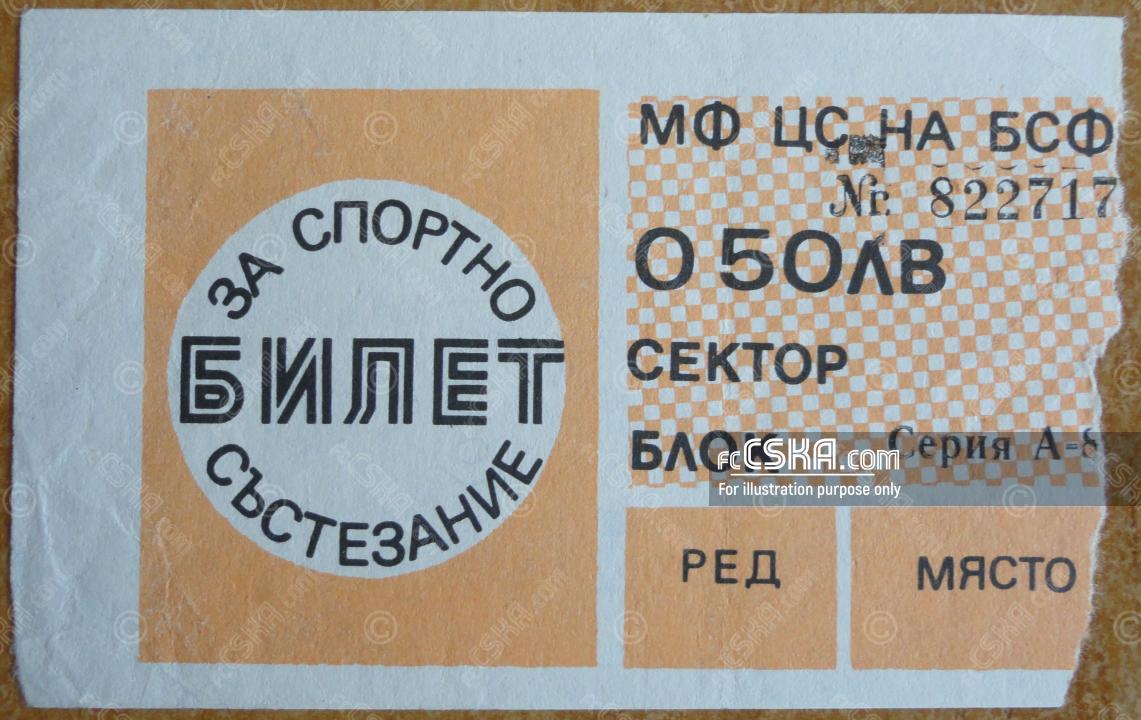 ЗА СПОРТНО
БИЛЕТ
СЪСТЕЗАНИЕ
МФ ЦС НА БСФ
Nr. 822717
0 50ЛВ
СЕКТОР
БЛОК
Серия А-8
fcCSKA.com
For illustration purpose only
РЕД
МЯСТО